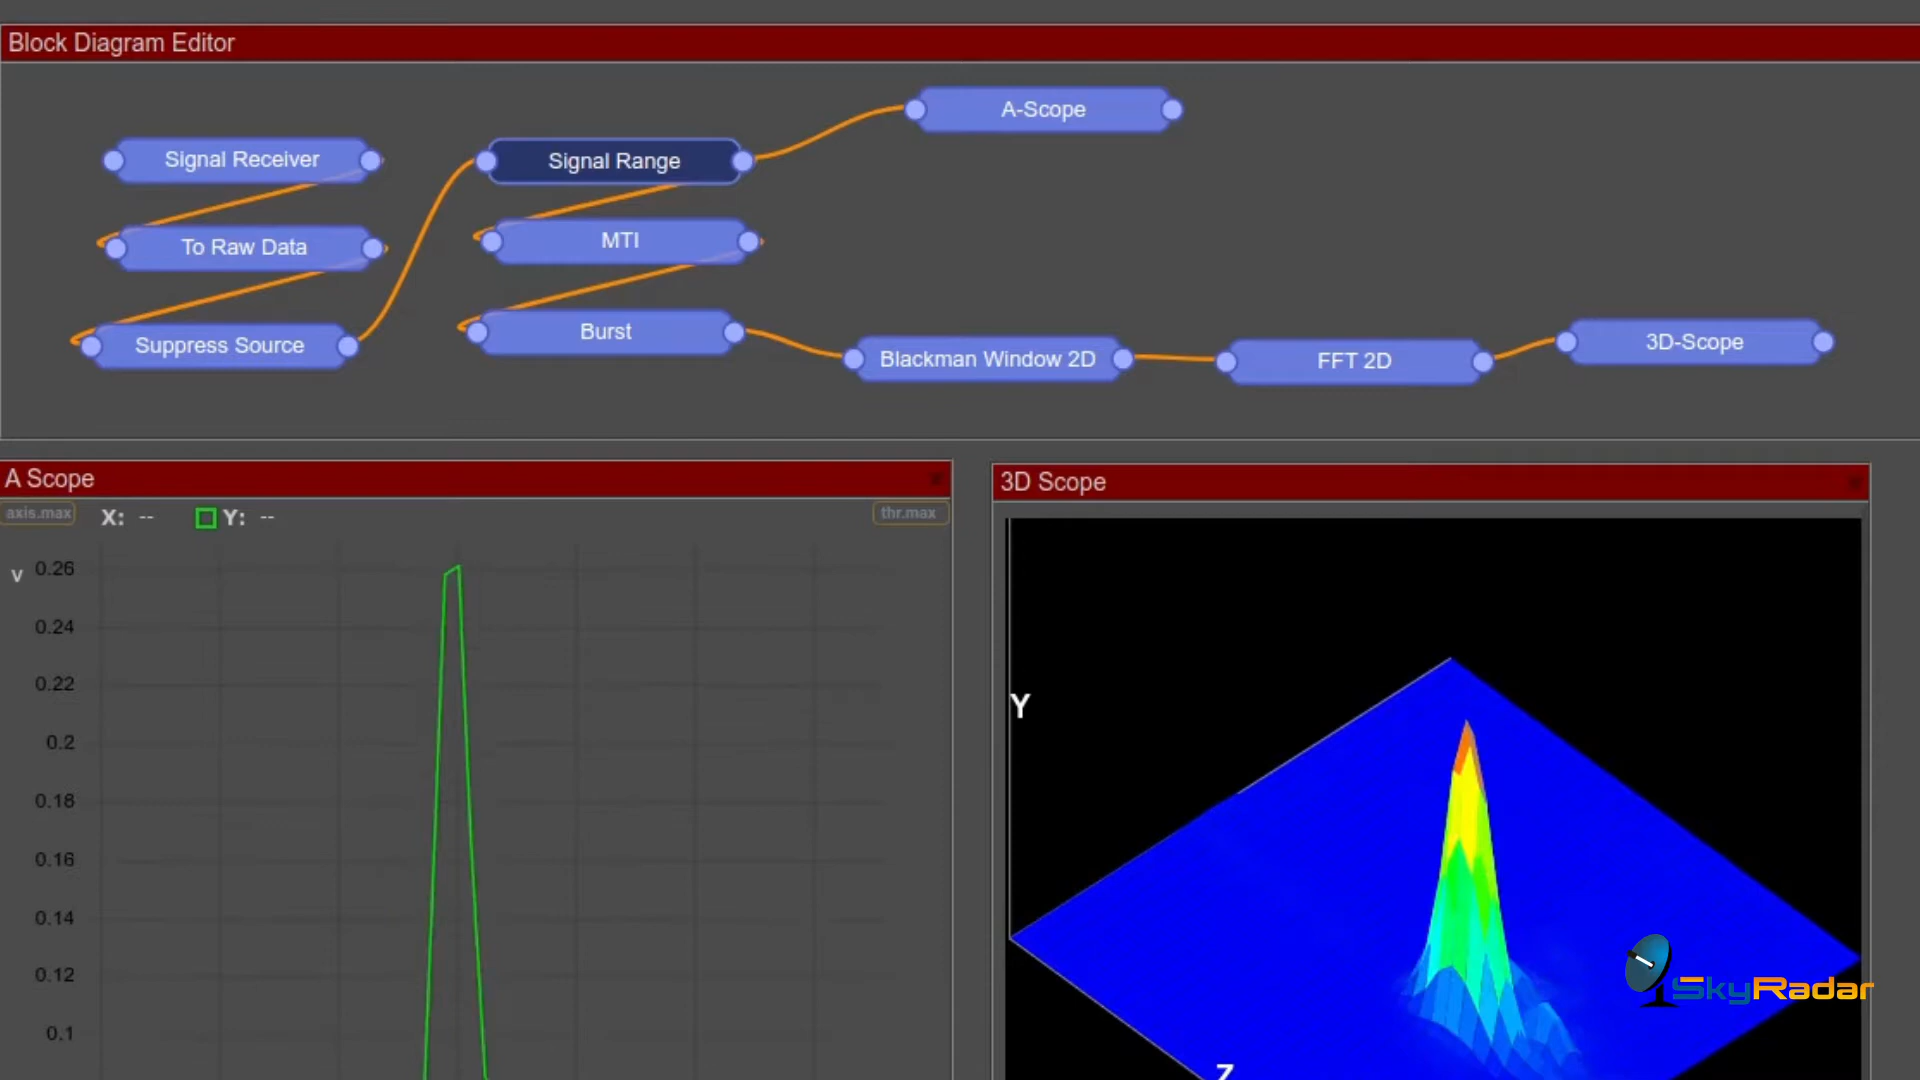 Block Diagram Editor
A-Scope
Signal Receiver
Signal Range
To Raw Data
MTI
Suppress Source
Burst
Blackman Window 2D
FFT 2D
3D-Scope
A Scope
3D Scope
axis.max
X: --
Y: --
thr.max
v
0.26
0.24
0.22
0.2
0.18
0.16
0.14
0.12
0.1
Y
Z
SkyRadar